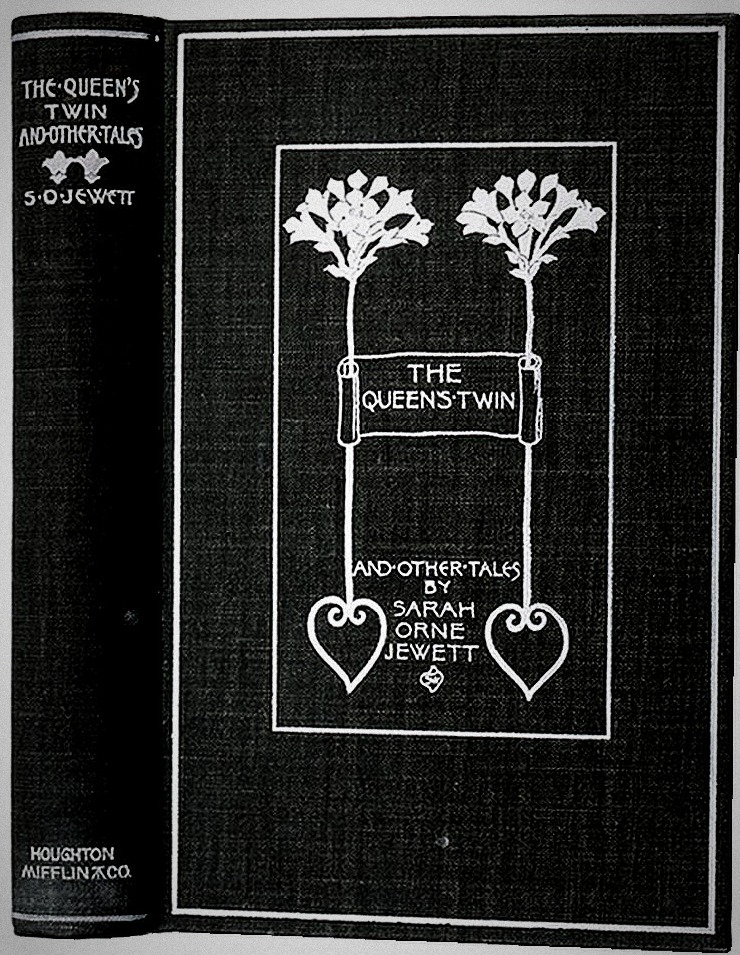 THE·QUEEN'S
TWIN
AND·OTHER·TALES
S·O·JEWETT
HOUGHTON
MIFFLIN & CO.
THE
QUEEN'S·TWIN
AND·OTHER·TALES
BY
SARAH
ORNE
JEWETT